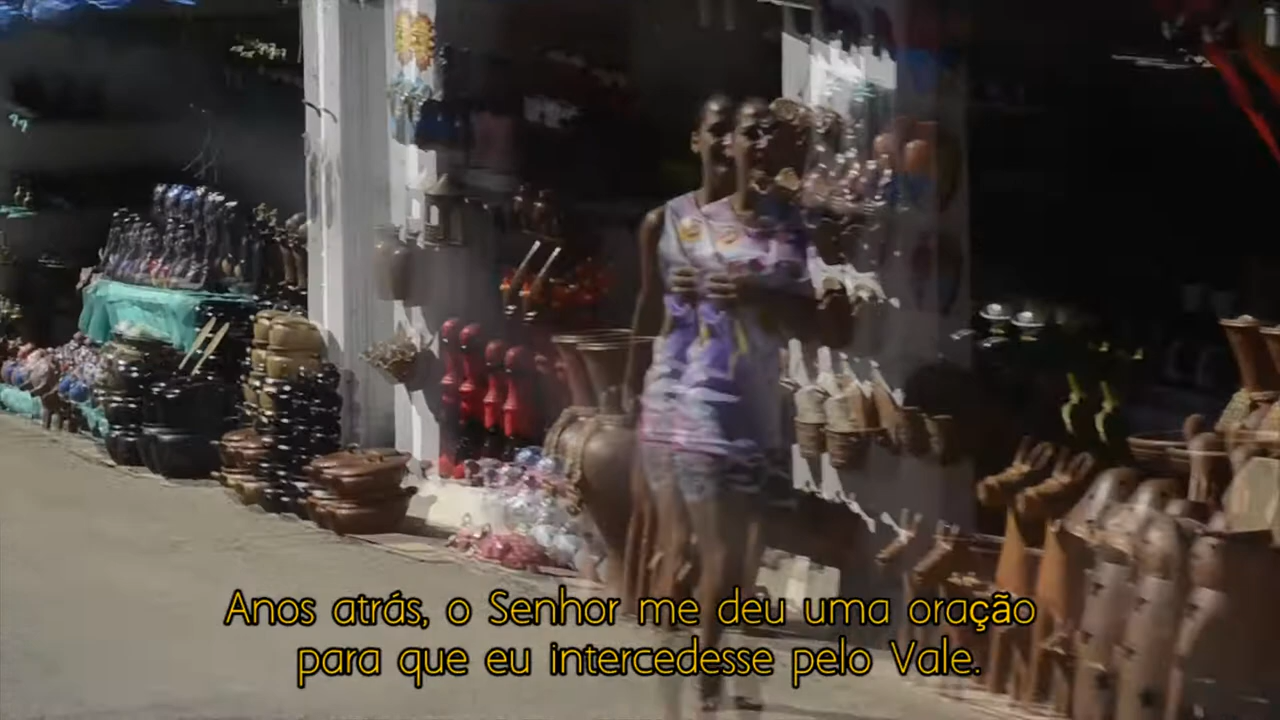 Anos atrás, o Senhor me deu uma oração
para que eu intercedesse pelo Vale.